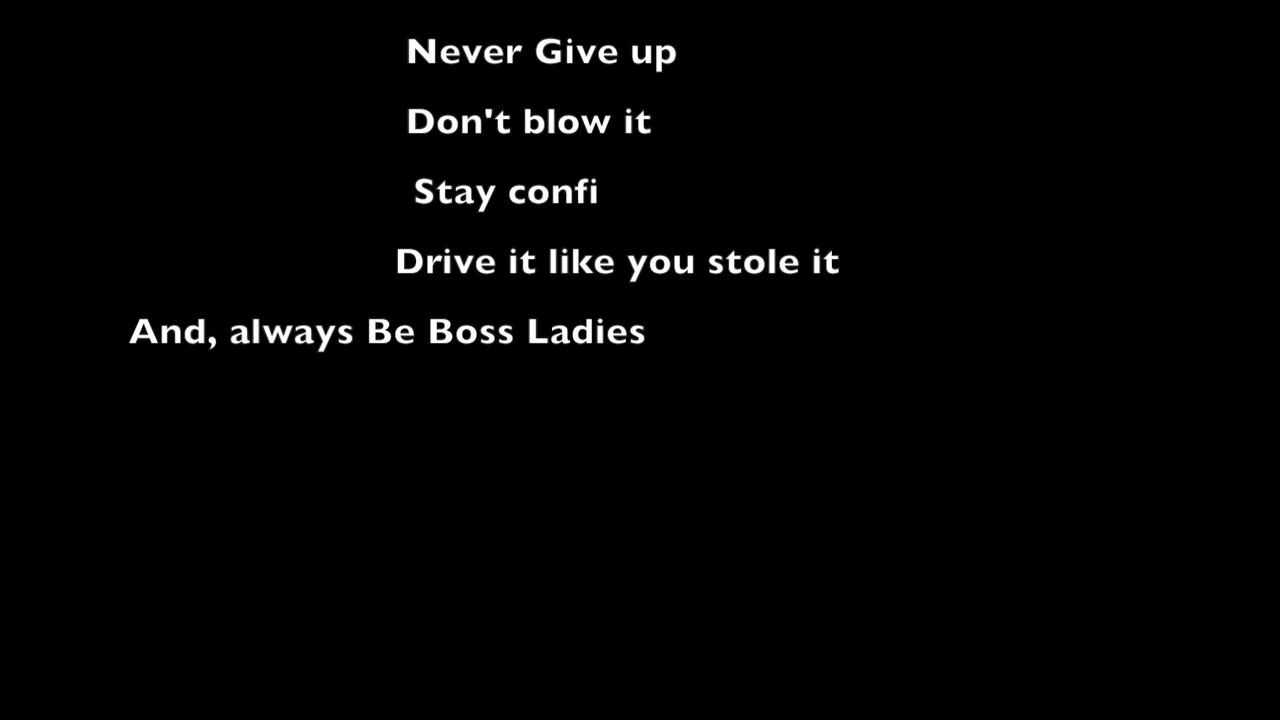 Never Give up
Don't blow it
Stay confi
Drive it like you stole it
And, always Be Boss Ladies